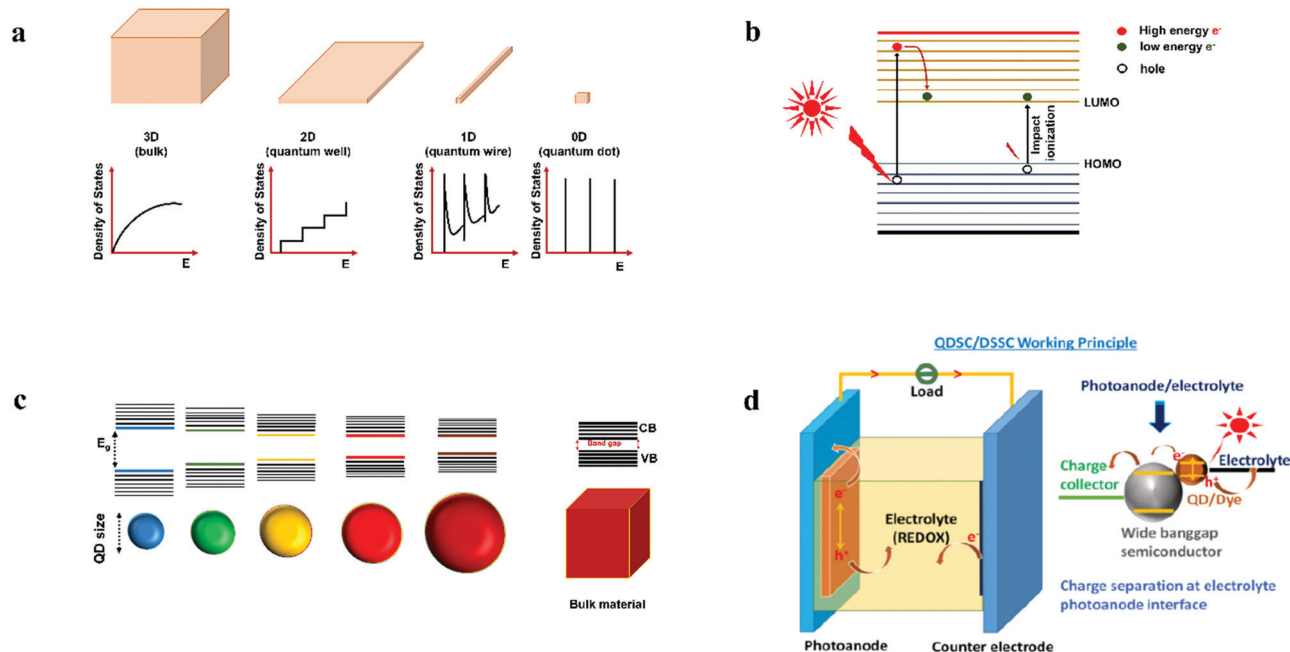 a
3D
(bulk)
2D
(quantum well)
1D
(quantum wire)
0D
(quantum dot)
Density of States
E
Density of States
E
Density of States
E
Density of States
E
b
High energy e-
low energy e-
hole
LUMO
HOMO
Impact
ionization
c
Eg
QD size
CB
Band gap
VB
Bulk material
d
QDSC/DSSC Working Principle
Load
e-
h+
Electrolyte
(REDOX)
e-
Photoanode
Counter electrode
Photoanode/electrolyte
Charge
collector
e-
h+
Electrolyte
QD/Dye
Wide banggap
semiconductor
Charge separation at electrolyte
photoanode interface